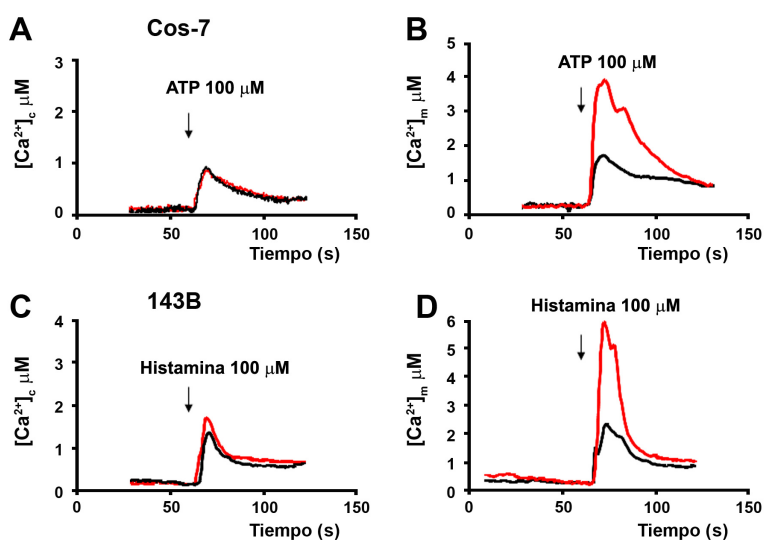 A
Cos-7
3
2
1
0
[Ca²⁺]c μM
ATP 100 μM
0
50
100
150
Tiempo (s)
B
5
4
3
2
1
0
[Ca²⁺]m μM
ATP 100 μM
0
50
100
150
Tiempo (s)
C
143B
4
3
2
1
0
[Ca²⁺]c μM
Histamina 100 μM
0
50
100
150
Tiempo (s)
D
6
5
4
3
2
1
0
[Ca²⁺]m μM
Histamina 100 μM
0
50
100
150
Tiempo (s)